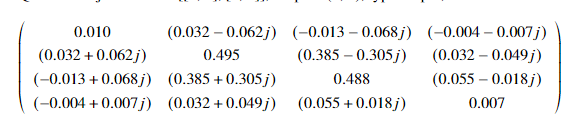 0.010 (0.032 − 0.062j) (−0.013 − 0.068j) (−0.004 − 0.007j)
(0.032 + 0.062j) 0.495 (0.385 − 0.305j) (0.032 − 0.049j)
(−0.013 + 0.068j) (0.385 + 0.305j) 0.488 (0.055 − 0.018j)
(−0.004 + 0.007j) (0.032 + 0.049j) (0.055 + 0.018j) 0.007